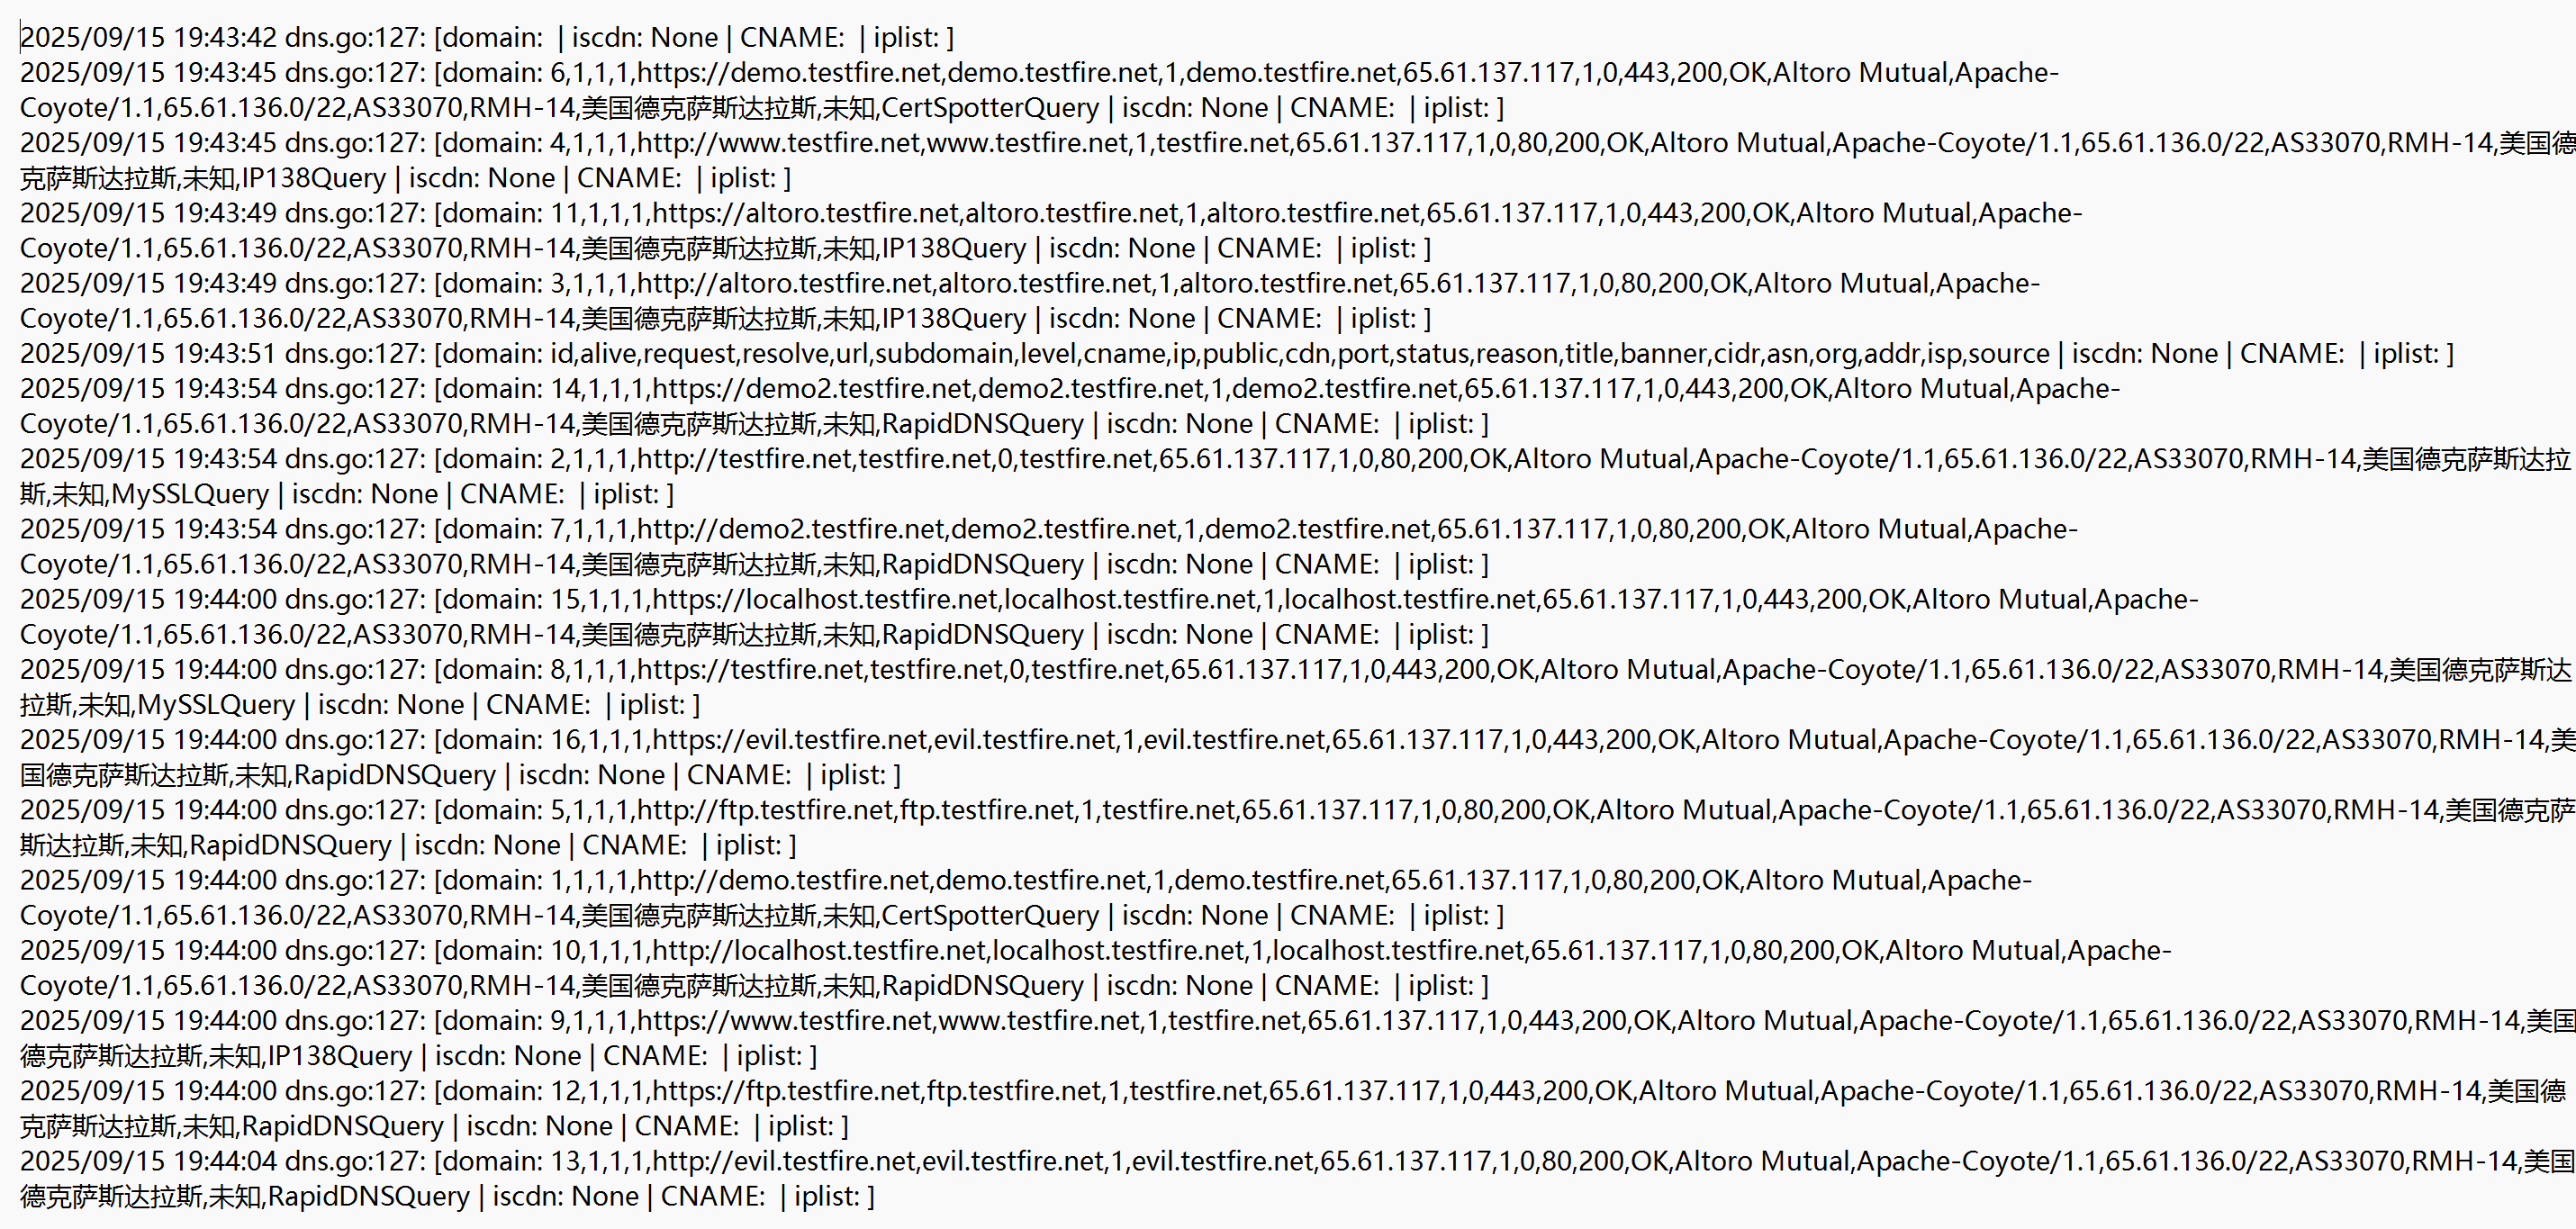 2025/09/15 19:43:42 dns.go:127: [domain:  | iscdn: None | CNAME:  | iplist: ]
2025/09/15 19:43:45 dns.go:127: [domain: 6,1,1,1,https://demo.testfire.net,demo.testfire.net,1,demo.testfire.net,65.61.137.117,1,0,443,200,OK,Altoro Mutual,Apache-
Coyote/1.1,65.61.136.0/22,AS33070,RMH-14,美国德克萨斯达拉斯,未知,CertSpotterQuery | iscdn: None | CNAME:  | iplist: ]
2025/09/15 19:43:45 dns.go:127: [domain: 4,1,1,1,http://www.testfire.net,www.testfire.net,1,testfire.net,65.61.137.117,1,0,80,200,OK,Altoro Mutual,Apache-Coyote/1.1,65.61.136.0/22,AS33070,RMH-14,美国德
克萨斯达拉斯,未知,IP138Query | iscdn: None | CNAME:  | iplist: ]
2025/09/15 19:43:49 dns.go:127: [domain: 11,1,1,1,https://altoro.testfire.net,altoro.testfire.net,1,altoro.testfire.net,65.61.137.117,1,0,443,200,OK,Altoro Mutual,Apache-
Coyote/1.1,65.61.136.0/22,AS33070,RMH-14,美国德克萨斯达拉斯,未知,IP138Query | iscdn: None | CNAME:  | iplist: ]
2025/09/15 19:43:49 dns.go:127: [domain: 3,1,1,1,http://altoro.testfire.net,altoro.testfire.net,1,altoro.testfire.net,65.61.137.117,1,0,80,200,OK,Altoro Mutual,Apache-
Coyote/1.1,65.61.136.0/22,AS33070,RMH-14,美国德克萨斯达拉斯,未知,IP138Query | iscdn: None | CNAME:  | iplist: ]
2025/09/15 19:43:51 dns.go:127: [domain: id,alive,request,resolve,url,subdomain,level,cname,ip,public,cdn,port,status,reason,title,banner,cidr,asn,org,addr,isp,source | iscdn: None | CNAME:  | iplist: ]
2025/09/15 19:43:54 dns.go:127: [domain: 14,1,1,1,https://demo2.testfire.net,demo2.testfire.net,1,demo2.testfire.net,65.61.137.117,1,0,443,200,OK,Altoro Mutual,Apache-
Coyote/1.1,65.61.136.0/22,AS33070,RMH-14,美国德克萨斯达拉斯,未知,RapidDNSQuery | iscdn: None | CNAME:  | iplist: ]
2025/09/15 19:43:54 dns.go:127: [domain: 2,1,1,1,http://testfire.net,testfire.net,0,testfire.net,65.61.137.117,1,0,80,200,OK,Altoro Mutual,Apache-Coyote/1.1,65.61.136.0/22,AS33070,RMH-14,美国德克萨斯达拉
斯,未知,MySSLQuery | iscdn: None | CNAME:  | iplist: ]
2025/09/15 19:43:54 dns.go:127: [domain: 7,1,1,1,http://demo2.testfire.net,demo2.testfire.net,1,demo2.testfire.net,65.61.137.117,1,0,80,200,OK,Altoro Mutual,Apache-
Coyote/1.1,65.61.136.0/22,AS33070,RMH-14,美国德克萨斯达拉斯,未知,RapidDNSQuery | iscdn: None | CNAME:  | iplist: ]
2025/09/15 19:44:00 dns.go:127: [domain: 15,1,1,1,https://localhost.testfire.net,localhost.testfire.net,1,localhost.testfire.net,65.61.137.117,1,0,443,200,OK,Altoro Mutual,Apache-
Coyote/1.1,65.61.136.0/22,AS33070,RMH-14,美国德克萨斯达拉斯,未知,RapidDNSQuery | iscdn: None | CNAME:  | iplist: ]
2025/09/15 19:44:00 dns.go:127: [domain: 8,1,1,1,https://testfire.net,testfire.net,0,testfire.net,65.61.137.117,1,0,443,200,OK,Altoro Mutual,Apache-Coyote/1.1,65.61.136.0/22,AS33070,RMH-14,美国德克萨斯达
拉斯,未知,MySSLQuery | iscdn: None | CNAME:  | iplist: ]
2025/09/15 19:44:00 dns.go:127: [domain: 16,1,1,1,https://evil.testfire.net,evil.testfire.net,1,evil.testfire.net,65.61.137.117,1,0,443,200,OK,Altoro Mutual,Apache-Coyote/1.1,65.61.136.0/22,AS33070,RMH-14,美
国德克萨斯达拉斯,未知,RapidDNSQuery | iscdn: None | CNAME:  | iplist: ]
2025/09/15 19:44:00 dns.go:127: [domain: 5,1,1,1,http://ftp.testfire.net,ftp.testfire.net,1,testfire.net,65.61.137.117,1,0,80,200,OK,Altoro Mutual,Apache-Coyote/1.1,65.61.136.0/22,AS33070,RMH-14,美国德克萨
斯达拉斯,未知,RapidDNSQuery | iscdn: None | CNAME:  | iplist: ]
2025/09/15 19:44:00 dns.go:127: [domain: 1,1,1,1,http://demo.testfire.net,demo.testfire.net,1,demo.testfire.net,65.61.137.117,1,0,80,200,OK,Altoro Mutual,Apache-
Coyote/1.1,65.61.136.0/22,AS33070,RMH-14,美国德克萨斯达拉斯,未知,CertSpotterQuery | iscdn: None | CNAME:  | iplist: ]
2025/09/15 19:44:00 dns.go:127: [domain: 10,1,1,1,http://localhost.testfire.net,localhost.testfire.net,1,localhost.testfire.net,65.61.137.117,1,0,80,200,OK,Altoro Mutual,Apache-
Coyote/1.1,65.61.136.0/22,AS33070,RMH-14,美国德克萨斯达拉斯,未知,RapidDNSQuery | iscdn: None | CNAME:  | iplist: ]
2025/09/15 19:44:00 dns.go:127: [domain: 9,1,1,1,https://www.testfire.net,www.testfire.net,1,testfire.net,65.61.137.117,1,0,443,200,OK,Altoro Mutual,Apache-Coyote/1.1,65.61.136.0/22,AS33070,RMH-14,美国
德克萨斯达拉斯,未知,IP138Query | iscdn: None | CNAME:  | iplist: ]
2025/09/15 19:44:00 dns.go:127: [domain: 12,1,1,1,https://ftp.testfire.net,ftp.testfire.net,1,testfire.net,65.61.137.117,1,0,443,200,OK,Altoro Mutual,Apache-Coyote/1.1,65.61.136.0/22,AS33070,RMH-14,美国德
克萨斯达拉斯,未知,RapidDNSQuery | iscdn: None | CNAME:  | iplist: ]
2025/09/15 19:44:04 dns.go:127: [domain: 13,1,1,1,http://evil.testfire.net,evil.testfire.net,1,evil.testfire.net,65.61.137.117,1,0,80,200,OK,Altoro Mutual,Apache-Coyote/1.1,65.61.136.0/22,AS33070,RMH-14,美国
德克萨斯达拉斯,未知,RapidDNSQuery | iscdn: None | CNAME:  | iplist: ]